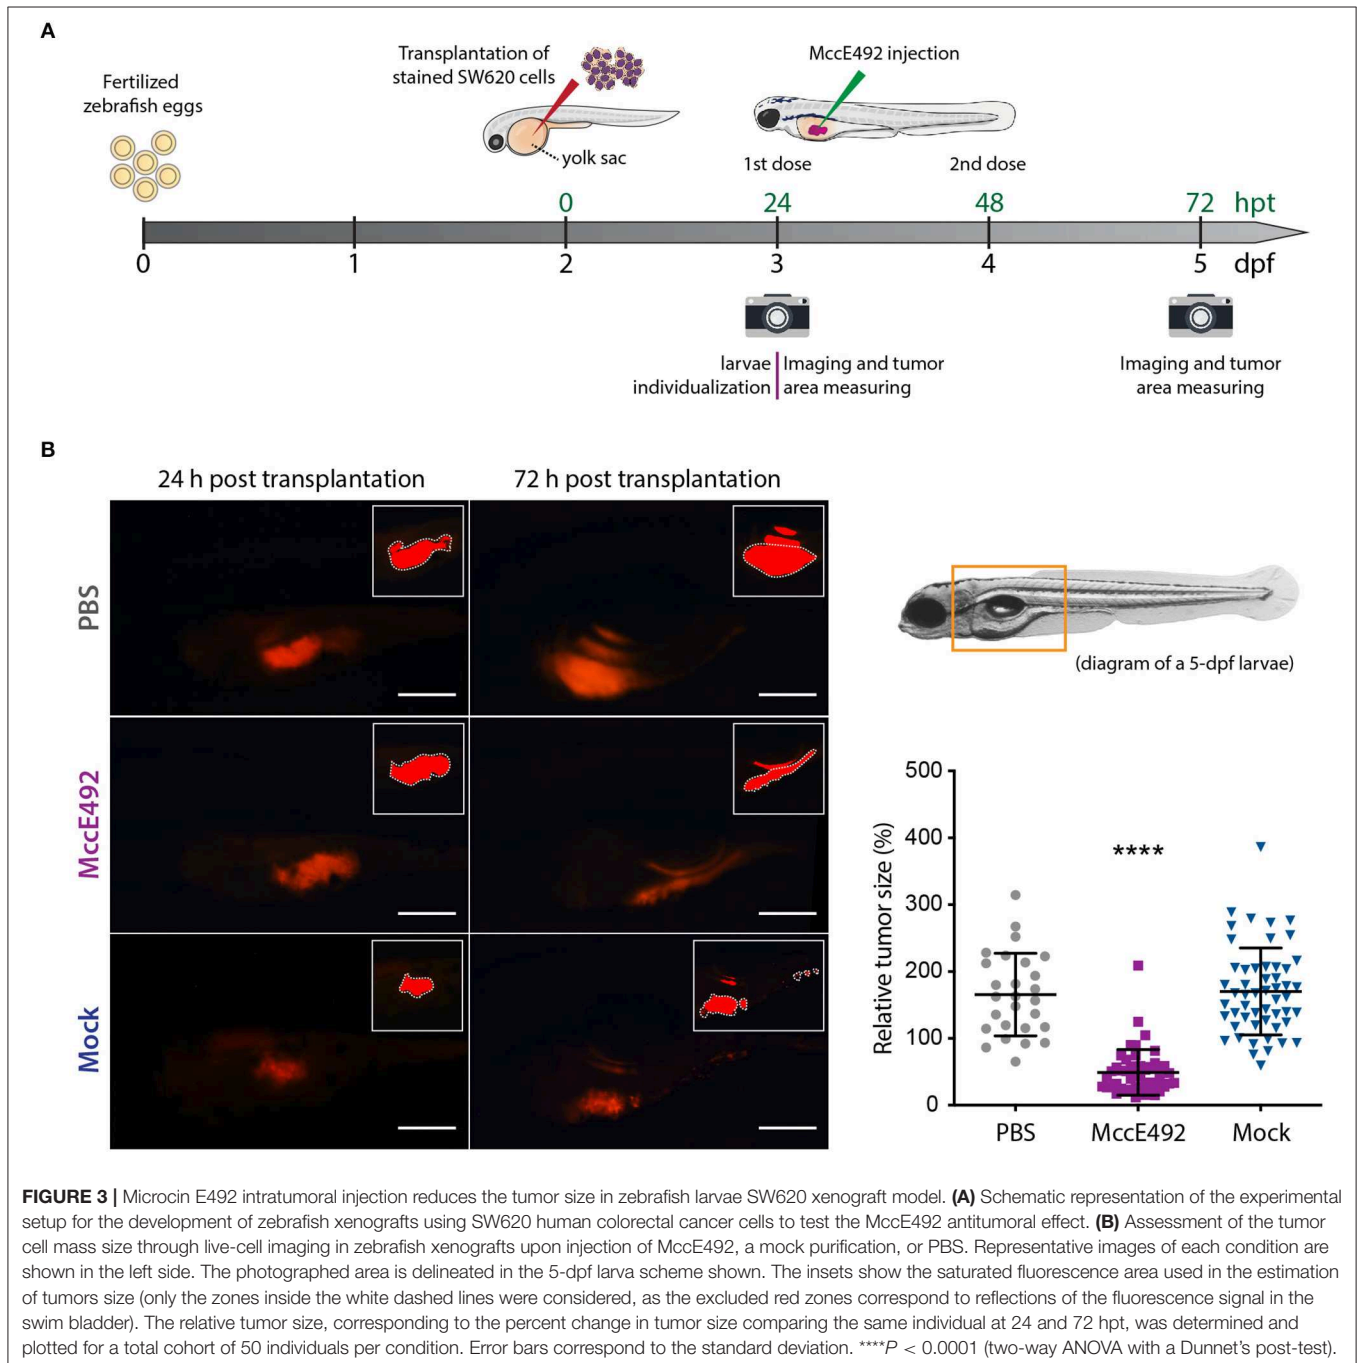 A
Fertilized
zebrafish eggs
Transplantation of
stained SW620 cells
yolk sac
MccE492 injection
1st dose
2nd dose
0 24 48 72 hpt
0 1 2 3 4 5 dpf
larvae
individualization
Imaging and tumor
area measuring
Imaging and tumor
area measuring
B
24 h post transplantation
72 h post transplantation
PBS
MccE492
Mock
(diagram of a 5-dpf larvae)
Relative tumor size (%)
500
400
300
200
100
0
****
PBS
MccE492
Mock
FIGURE 3 | Microcin E492 intratumoral injection reduces the tumor size in zebrafish larvae SW620 xenograft model. (A) Schematic representation of the experimental
setup for the development of zebrafish xenografts using SW620 human colorectal cancer cells to test the MccE492 antitumoral effect. (B) Assessment of the tumor
cell mass size through live-cell imaging in zebrafish xenografts upon injection of MccE492, a mock purification, or PBS. Representative images of each condition are
shown in the left side. The photographed area is delineated in the 5-dpf larva scheme shown. The insets show the saturated fluorescence area used in the estimation
of tumors size (only the zones inside the white dashed lines were considered, as the excluded red zones correspond to reflections of the fluorescence signal in the
swim bladder). The relative tumor size, corresponding to the percent change in tumor size comparing the same individual at 24 and 72 hpt, was determined and
plotted for a total cohort of 50 individuals per condition. Error bars correspond to the standard deviation. ****P < 0.0001 (two-way ANOVA with a Dunnet's post-test).